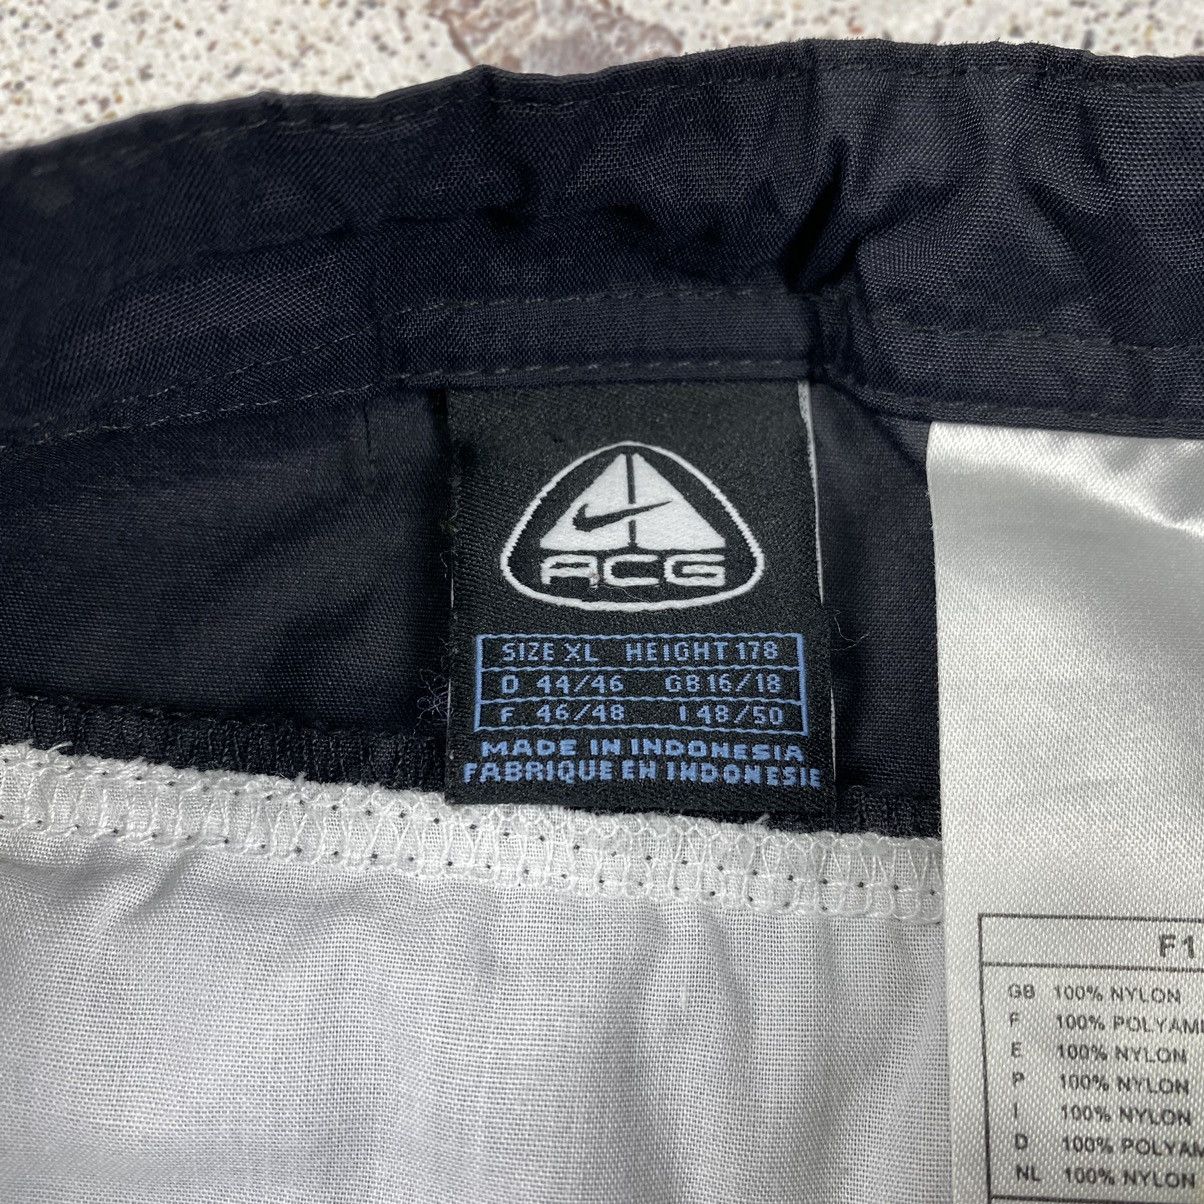 ACG
SIZE XL HEIGHT 178
D 44/46 GB 16/18
F 46/48 I 48/50
MADE IN INDONESIA
FABRIQUE EN INDONESIE
F1
GB 100% NYLON
F 100% POLYAM
E 100% NYLON
P 100% NYLON
I 100% NYLON
D 100% POLYA
NL 100% NYLON